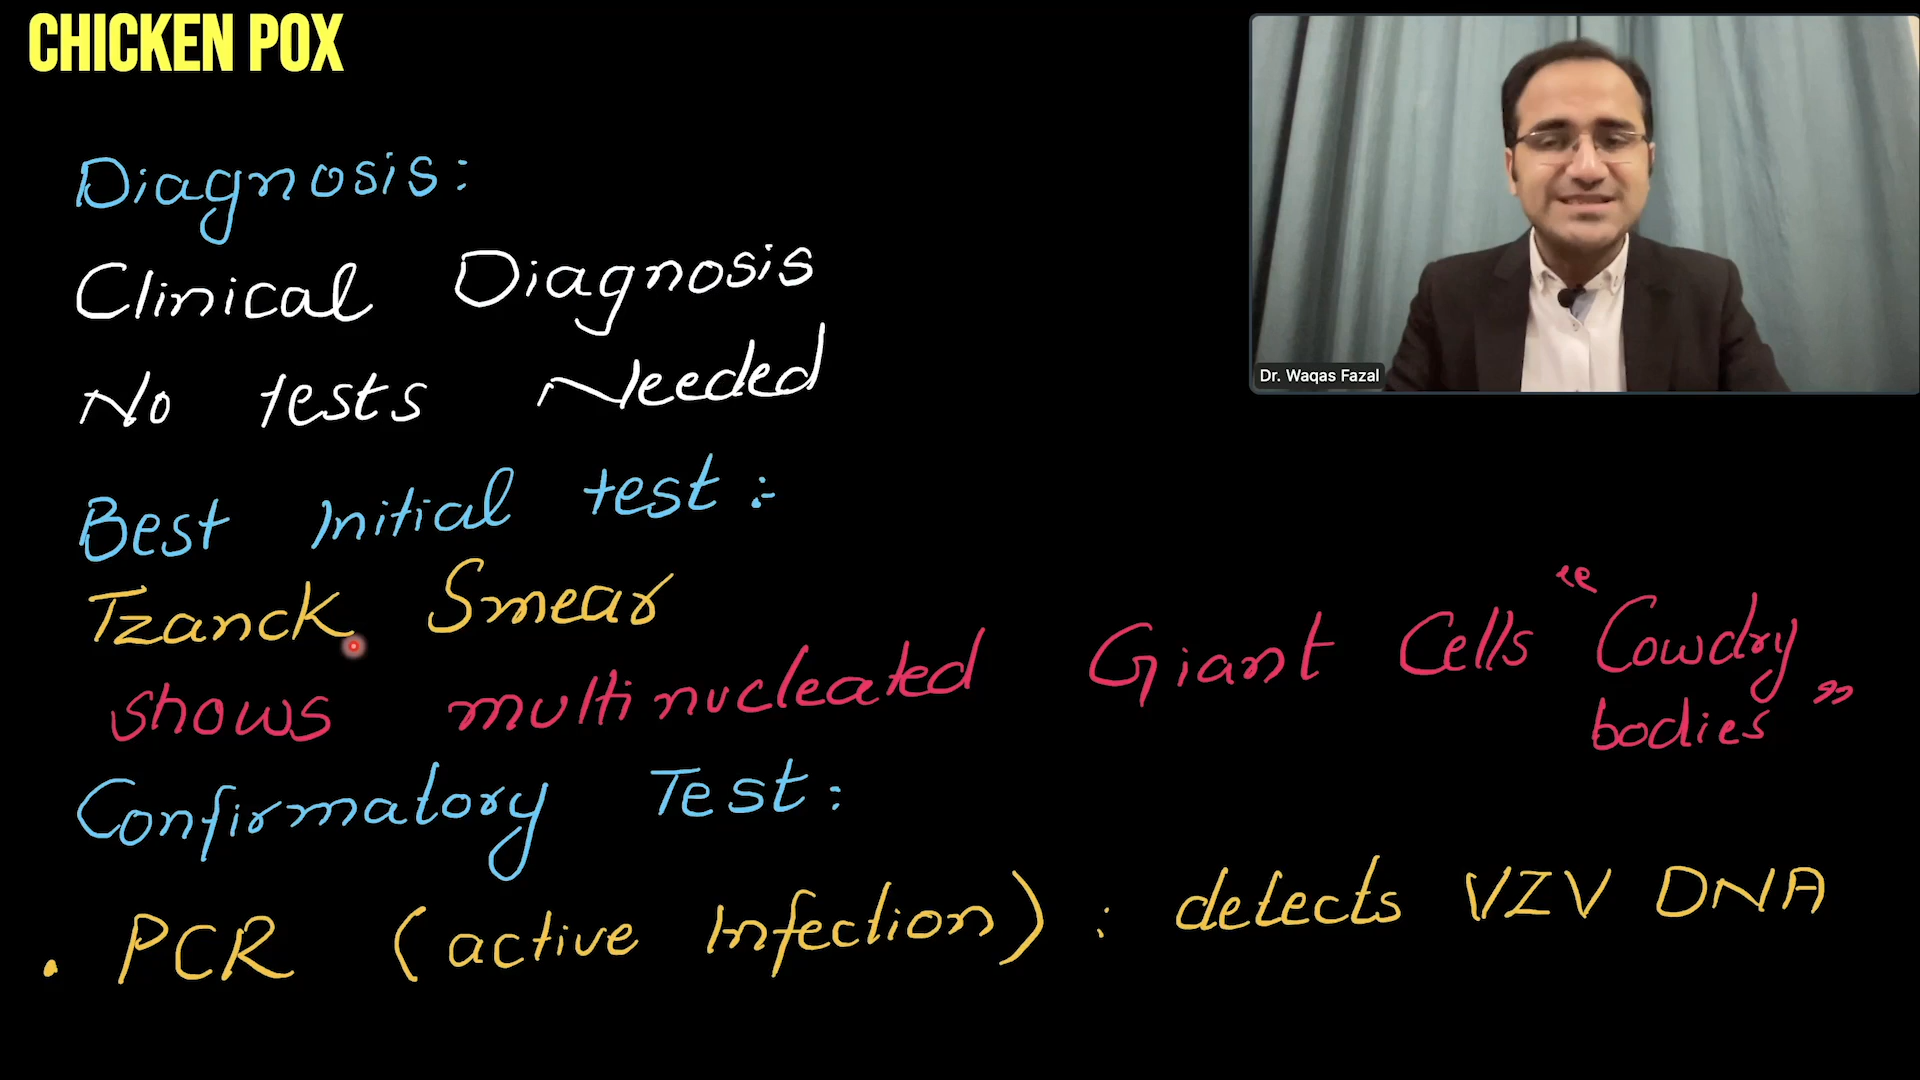 CHICKEN POX
Dr. Waqas Fazal
Diagnosis:
Clinical Diagnosis
No tests Needed
Best Initial test :-
Tzanck Smear
shows multinucleated Giant Cells "Cowdry
bodies"
Confirmatory Test:
• PCR (active Infection) : detects VZV DNA